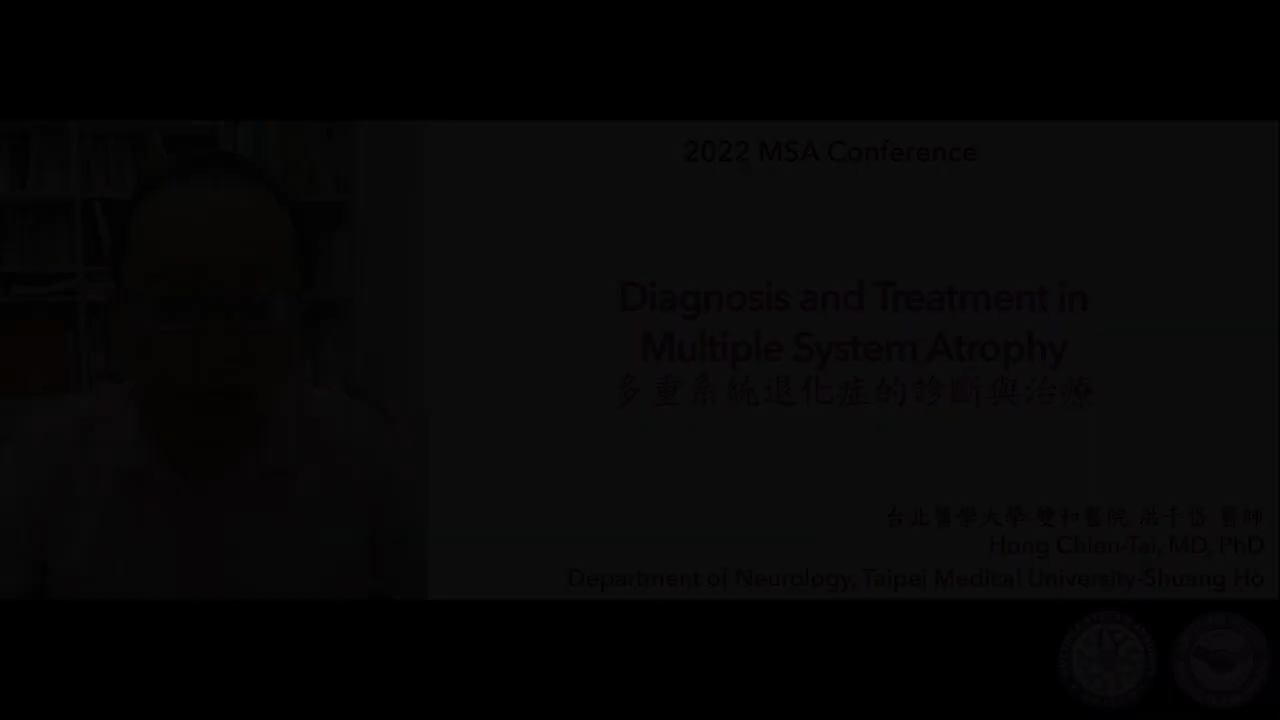 2022 MSA Conference
Diagnosis and Treatment in
Multiple System Atrophy
多重系統退化症的診斷與治療
台北醫學大學 雙和醫院 洪千岱 醫師
Hong Chien-Tai, MD, PhD
Department of Neurology, Taipei Medical University-Shuang Ho